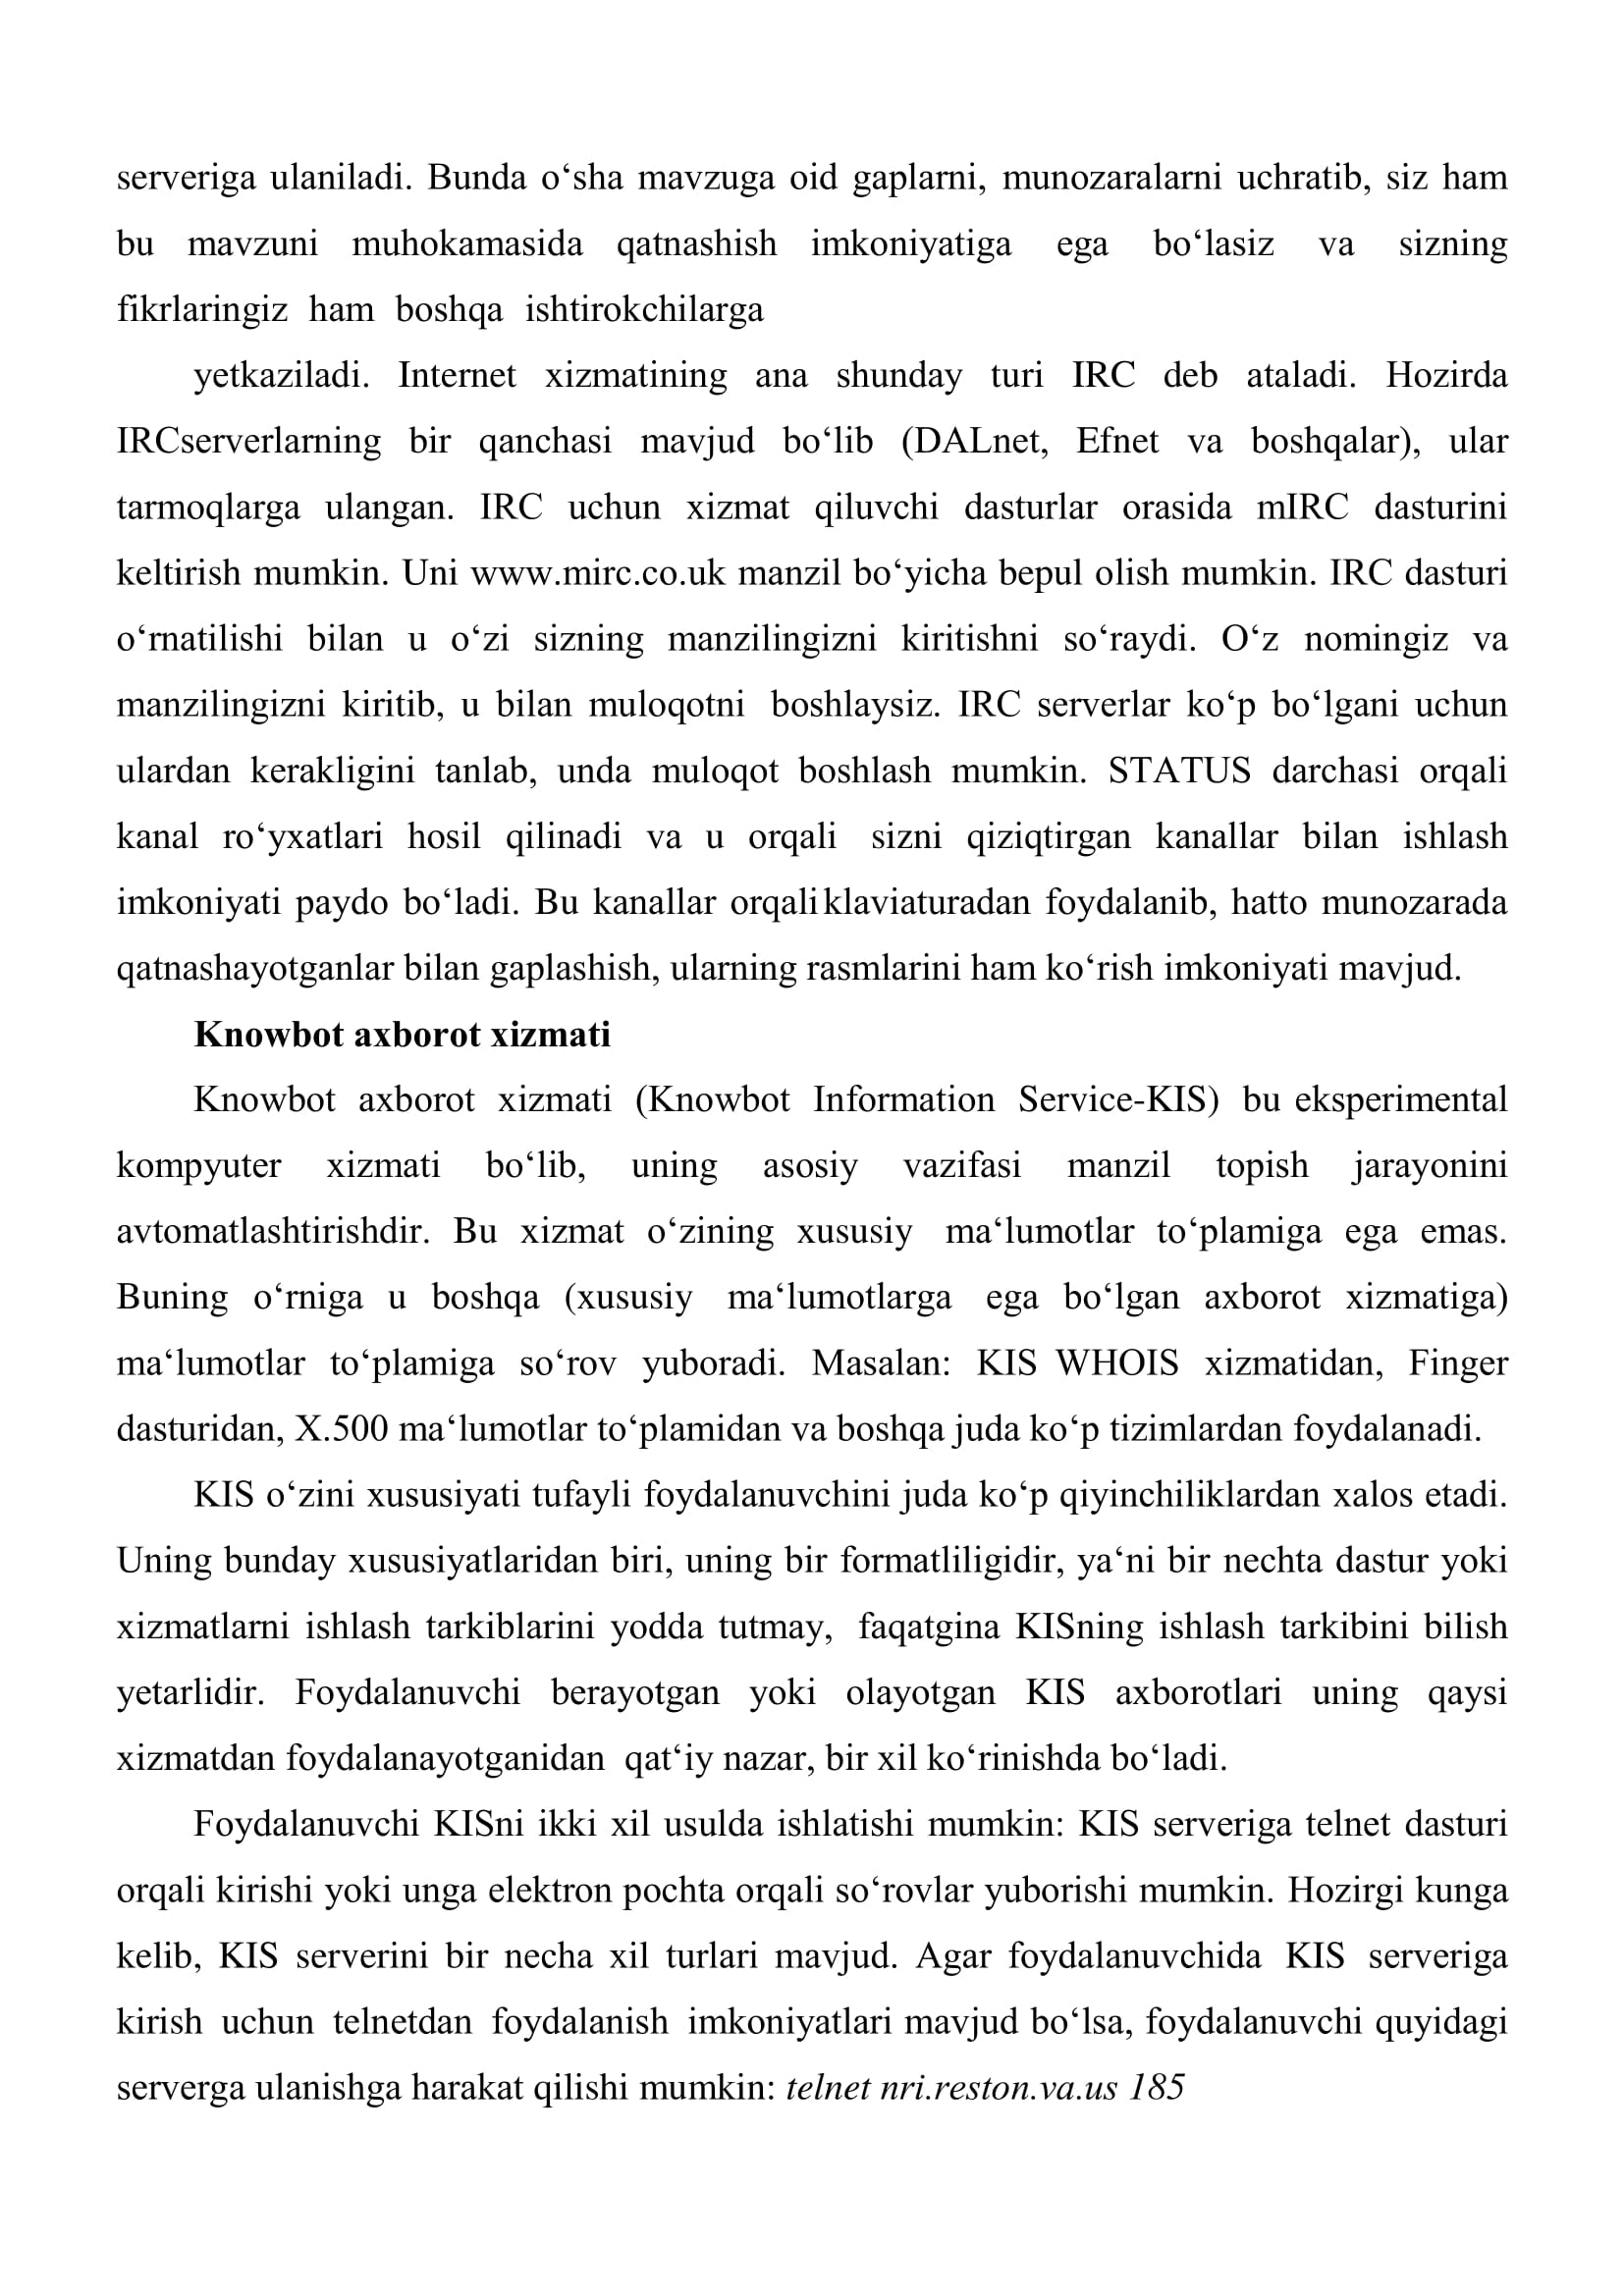 serveriga ulaniladi. Bunda o‘sha mavzuga oid gaplarni, munozaralarni uchratib, siz ham
bu mavzuni muhokamasida qatnashish imkoniyatiga ega bo‘lasiz va sizning
fikrlaringiz ham boshqa ishtirokchilarga
yetkaziladi. Internet xizmatining ana shunday turi IRC deb ataladi. Hozirda
IRCserverlarning bir qanchasi mavjud bo‘lib (DALnet, Efnet va boshqalar), ular
tarmoqlarga ulangan. IRC uchun xizmat qiluvchi dasturlar orasida mIRC dasturini
keltirish mumkin. Uni www.mirc.co.uk manzil bo‘yicha bepul olish mumkin. IRC dasturi
o‘rnatilishi bilan u o‘zi sizning manzilingizni kiritishni so‘raydi. O‘z nomingiz va
manzilingizni kiritib, u bilan muloqotni boshlaysiz. IRC serverlar ko‘p bo‘lgani uchun
ulardan kerakligini tanlab, unda muloqot boshlash mumkin. STATUS darchasi orqali
kanal ro‘yxatlari hosil qilinadi va u orqali sizni qiziqtirgan kanallar bilan ishlash
imkoniyati paydo bo‘ladi. Bu kanallar orqali klaviaturadan foydalanib, hatto munozarada
qatnashayotganlar bilan gaplashish, ularning rasmlarini ham ko‘rish imkoniyati mavjud.
Knowbot axborot xizmati
Knowbot axborot xizmati (Knowbot Information Service-KIS) bu eksperimental
kompyuter xizmati bo‘lib, uning asosiy vazifasi manzil topish jarayonini
avtomatlashtirishdir. Bu xizmat o‘zining xususiy ma‘lumotlar to‘plamiga ega emas.
Buning o‘rniga u boshqa (xususiy ma‘lumotlarga ega bo‘lgan axborot xizmatiga)
ma‘lumotlar to‘plamiga so‘rov yuboradi. Masalan: KIS WHOIS xizmatidan, Finger
dasturidan, X.500 ma‘lumotlar to‘plamidan va boshqa juda ko‘p tizimlardan foydalanadi.
KIS o‘zini xususiyati tufayli foydalanuvchini juda ko‘p qiyinchiliklardan xalos etadi.
Uning bunday xususiyatlaridan biri, uning bir formatliligidir, ya‘ni bir nechta dastur yoki
xizmatlarni ishlash tarkiblarini yodda tutmay, faqatgina KISning ishlash tarkibini bilish
yetarlidir. Foydalanuvchi berayotgan yoki olayotgan KIS axborotlari uning qaysi
xizmatdan foydalanayotganidan qat‘iy nazar, bir xil ko‘rinishda bo‘ladi.
Foydalanuvchi KISni ikki xil usulda ishlatishi mumkin: KIS serveriga telnet dasturi
orqali kirishi yoki unga elektron pochta orqali so‘rovlar yuborishi mumkin. Hozirgi kunga
kelib, KIS serverini bir necha xil turlari mavjud. Agar foydalanuvchida KIS serveriga
kirish uchun telnetdan foydalanish imkoniyatlari mavjud bo‘lsa, foydalanuvchi quyidagi
serverga ulanishga harakat qilishi mumkin: telnet nri.reston.va.us 185